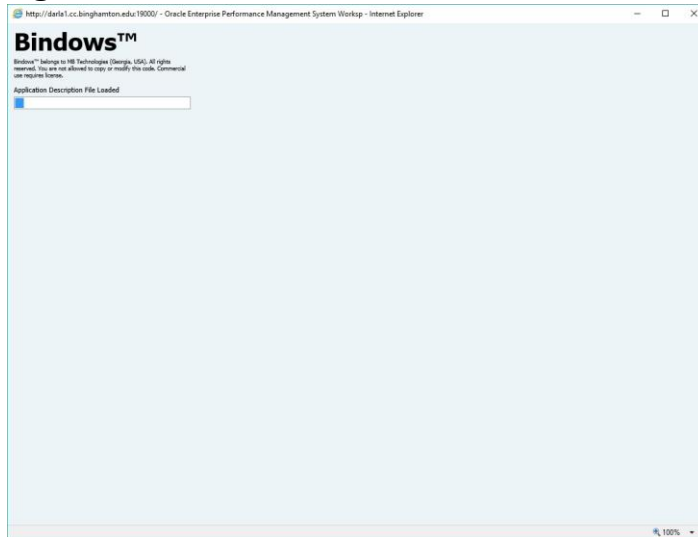 http://darla1.cc.binghamton.edu:19000/ - Oracle Enterprise Performance Management System Worksp - Internet Explorer
Bindows™
Bindows™ belongs to MB Technologies (Georgia, USA). All rights
reserved. You are not allowed to copy or modify this code. Commercial
use requires license.
Application Description File Loaded
100%